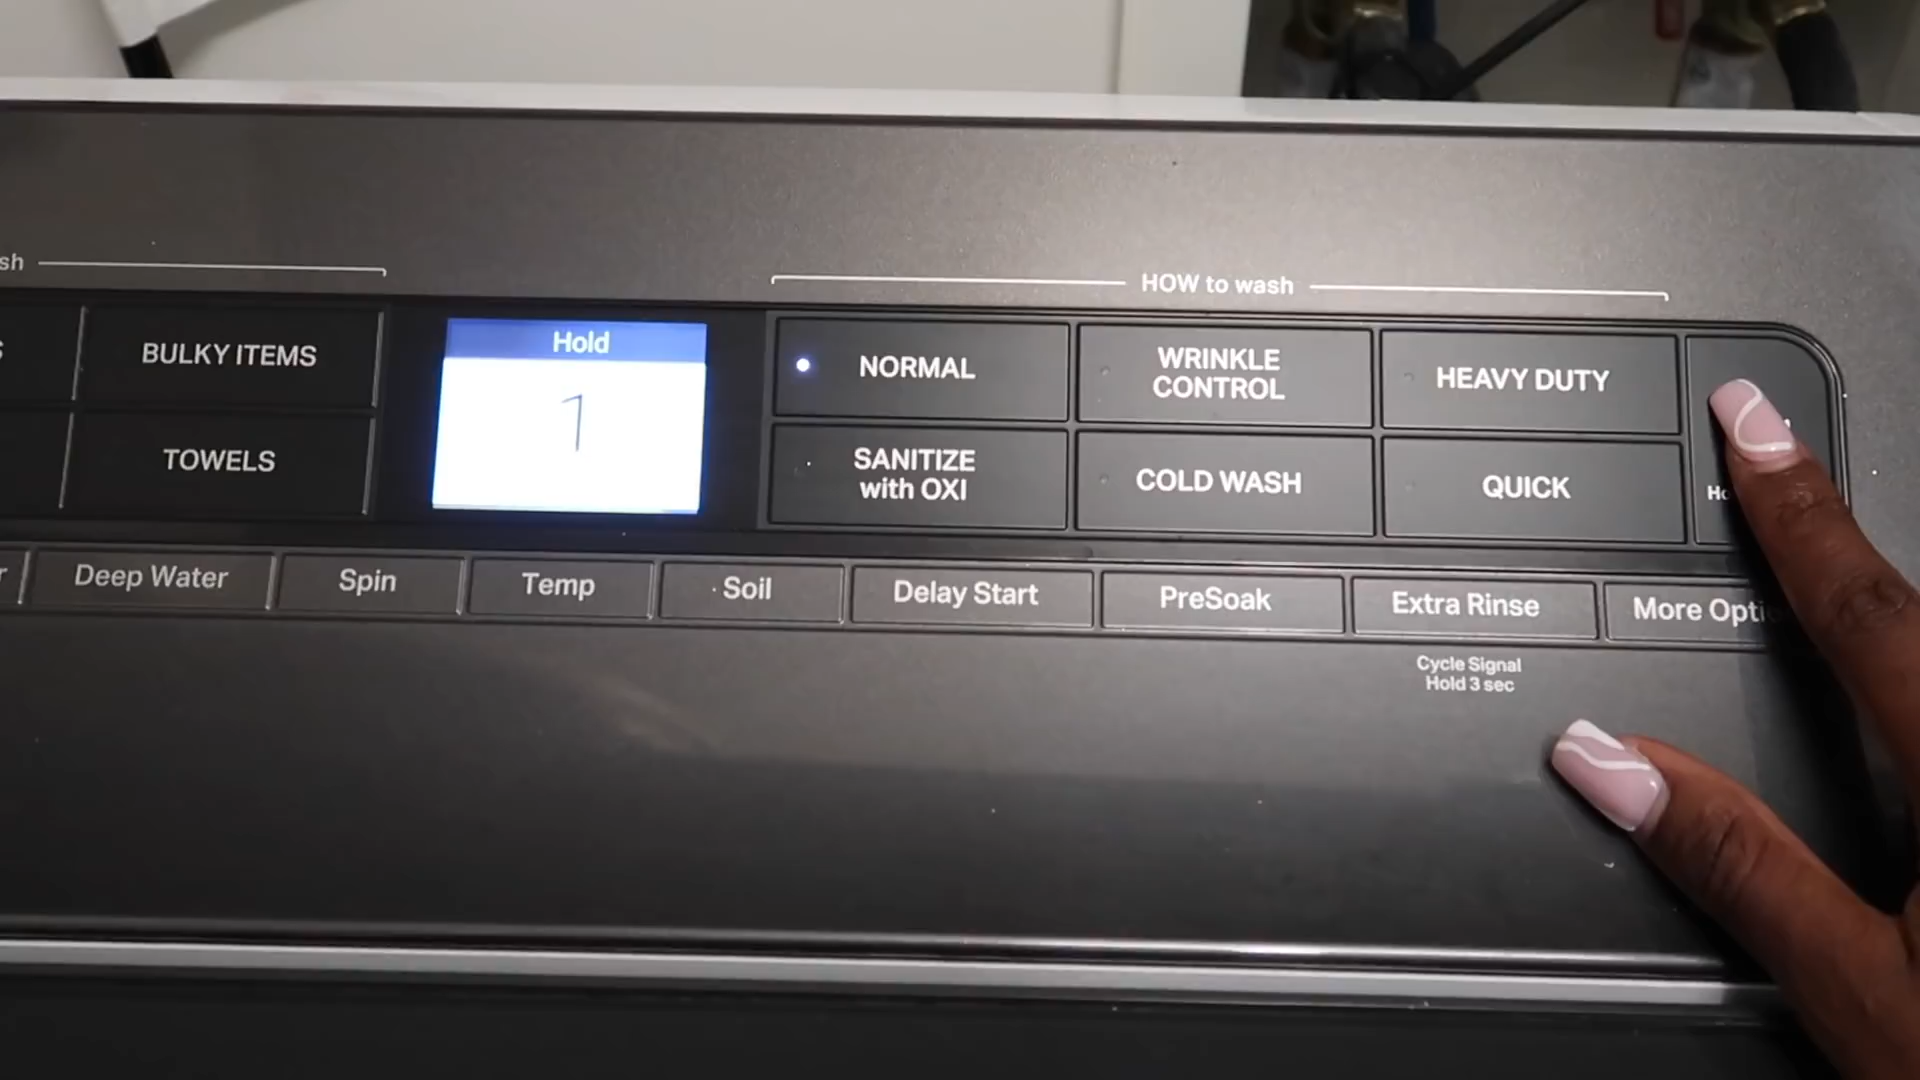 HOW to wash
BULKY ITEMS
TOWELS
Hold
1
NORMAL
WRINKLE
CONTROL
HEAVY DUTY
SANITIZE
with OXI
COLD WASH
QUICK
Deep Water
Spin
Temp
Soil
Delay Start
PreSoak
Extra Rinse
More
Cycle Signal
Hold 3 sec